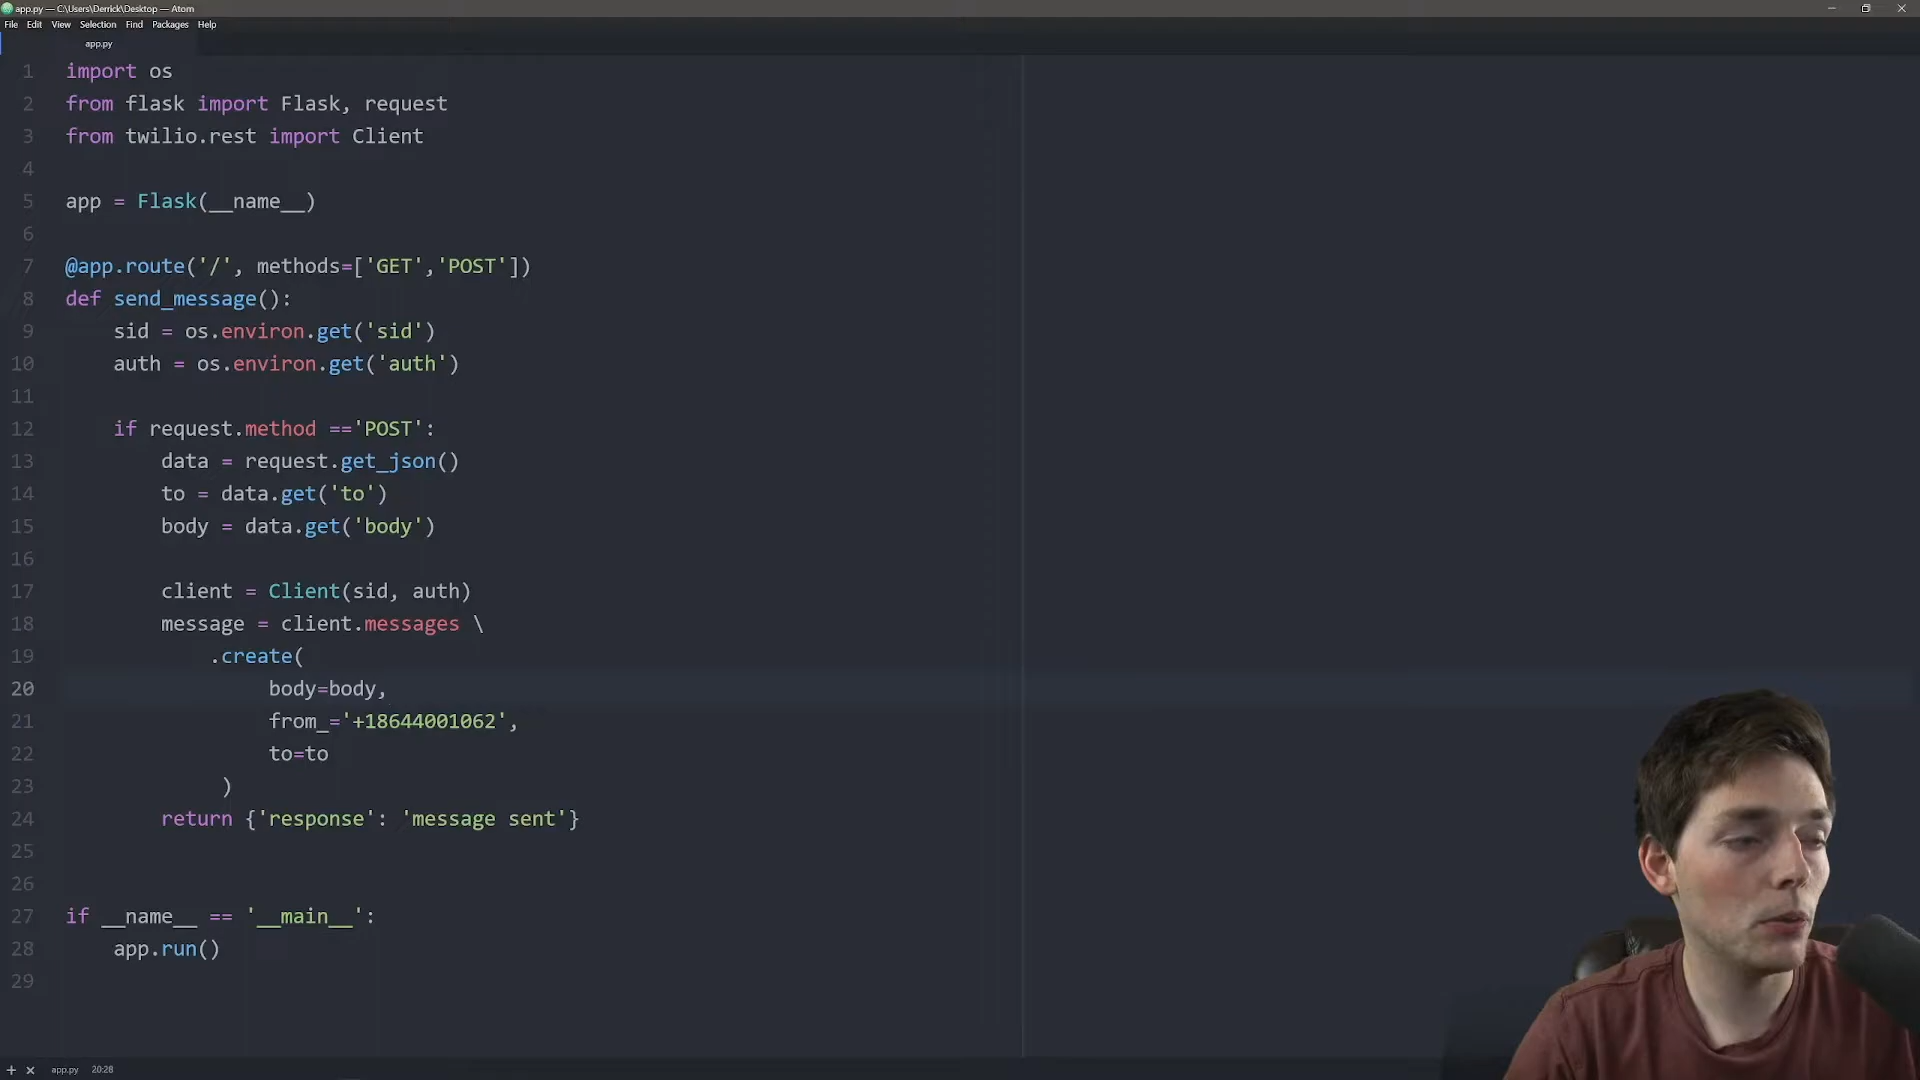 app.py — C:\Users\Derrick\Desktop — Atom
File Edit View Selection Find Packages Help
app.py
1 import os
2 from flask import Flask, request
3 from twilio.rest import Client
4
5 app = Flask(__name__)
6
7 @app.route('/', methods=['GET','POST'])
8 def send_message():
9 sid = os.environ.get('sid')
10 auth = os.environ.get('auth')
11
12 if request.method =='POST':
13 data = request.get_json()
14 to = data.get('to')
15 body = data.get('body')
16
17 client = Client(sid, auth)
18 message = client.messages \
19 .create(
20 body=body,
21 from_='+18644001062',
22 to=to
23 )
24 return {'response': 'message sent'}
25
26
27 if __name__ == '__main__':
28 app.run()
29
app.py 20:28